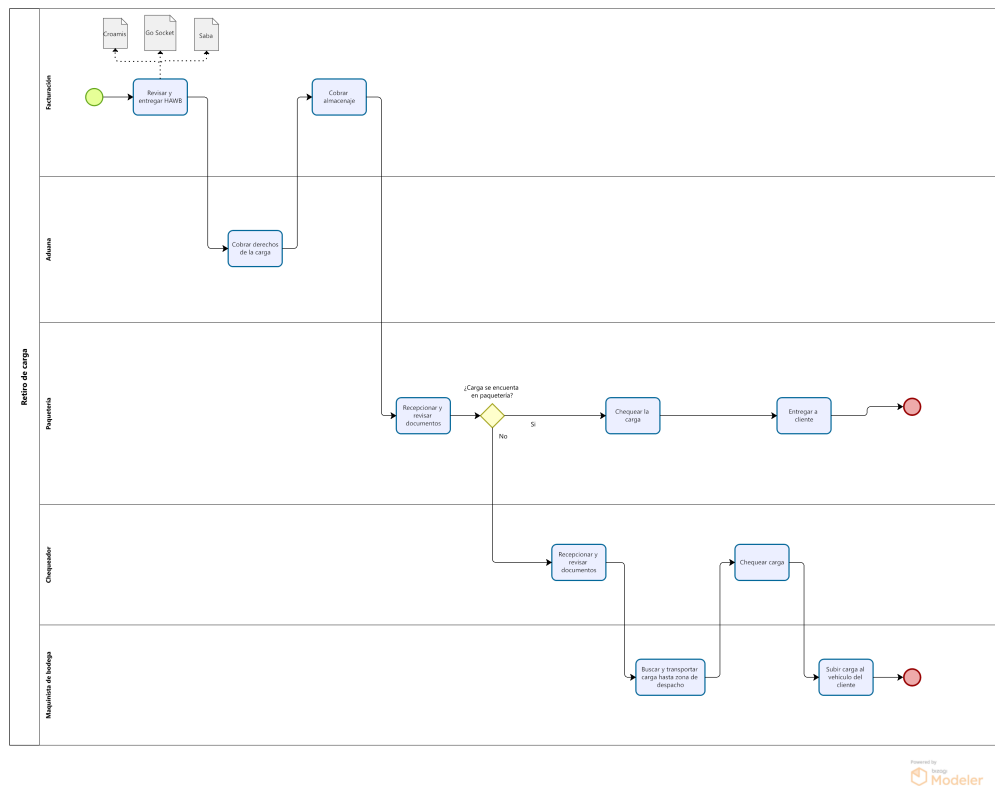 Retiro de carga
Facturación
Croamis
Go Socket
Saba
Revisar y
entregar HAWB
Cobrar
almacenaje
Aduana
Cobrar derechos
de la carga
Paquetería
Recepcionar y
revisar
documentos
¿Carga se encuenta
en paquetería?
Si
No
Chequear la
carga
Entregar a
cliente
Chequeador
Recepcionar y
revisar
documentos
Chequear carga
Maquinista de bodega
Buscar y transportar
carga hasta zona de
despacho
Subir carga al
vehículo del
cliente
Powered by
bizagi
Modeler